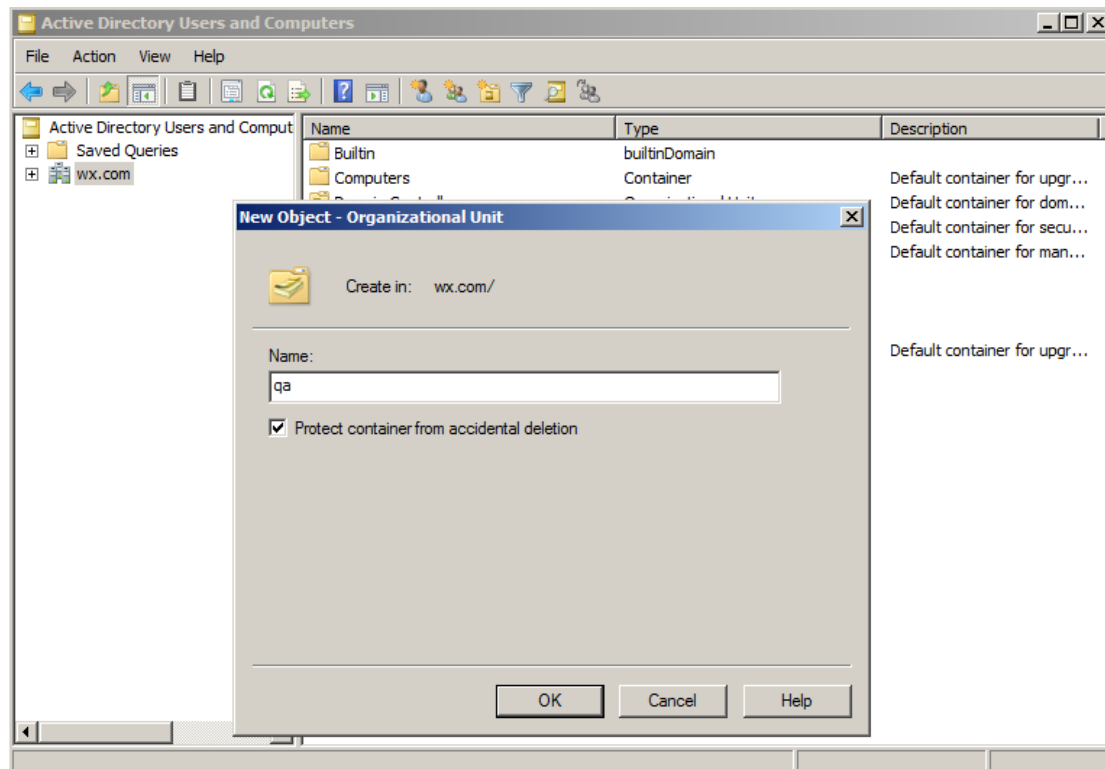 Active Directory Users and Computers
File Action View Help
Active Directory Users and Comput
Saved Queries
wx.com
Name Type Description
Builtin builtinDomain
Computers Container Default container for upgr...
Default container for dom...
Default container for secu...
Default container for man...
Default container for upgr...
New Object - Organizational Unit
Create in: wx.com/
Name:
qa
Protect container from accidental deletion
OK Cancel Help